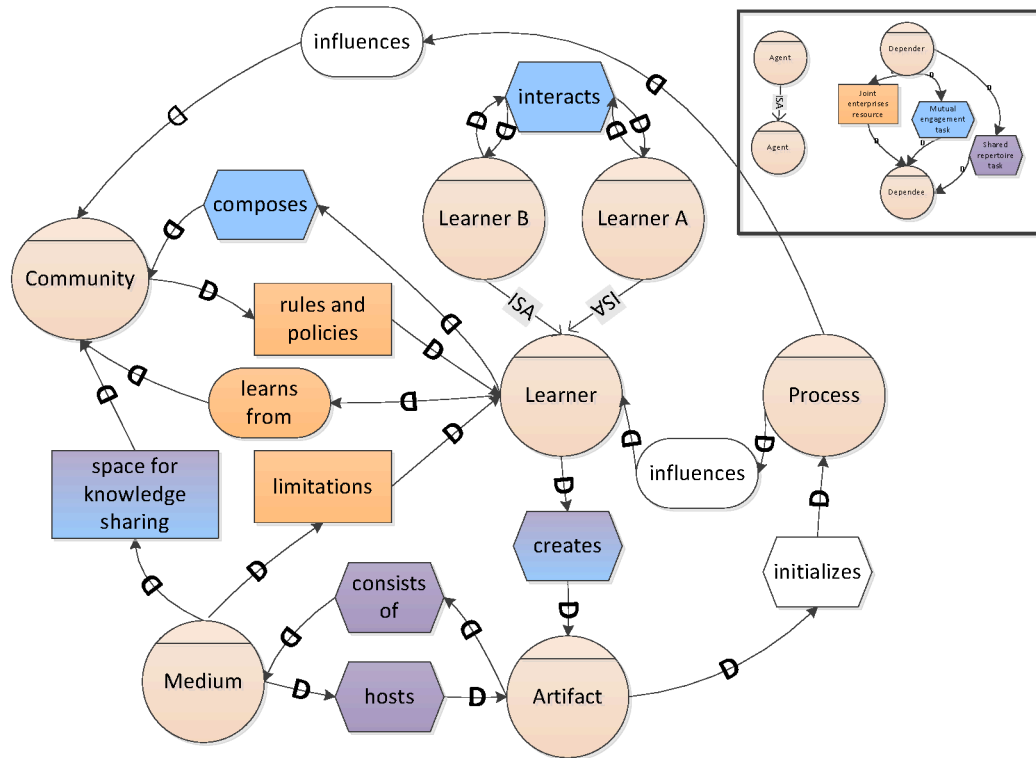 influences
D
D
interacts
D
D
D
D
Learner B
Learner A
composes
D
Community
D
D
rules and
policies
D
D
ISA
ISA
learns
from
D
D
Learner
Process
D
D
influences
D
space for
knowledge
sharing
D
limitations
D
D
D
creates
D
initializes
D
consists
of
D
D
Medium
D
hosts
D
Artifact
D
Agent
ISA
Agent
Depender
D
D
D
Joint
enterprises
resource
Mutual
engagement
task
Shared
repertoire
task
D
D
D
Dependee